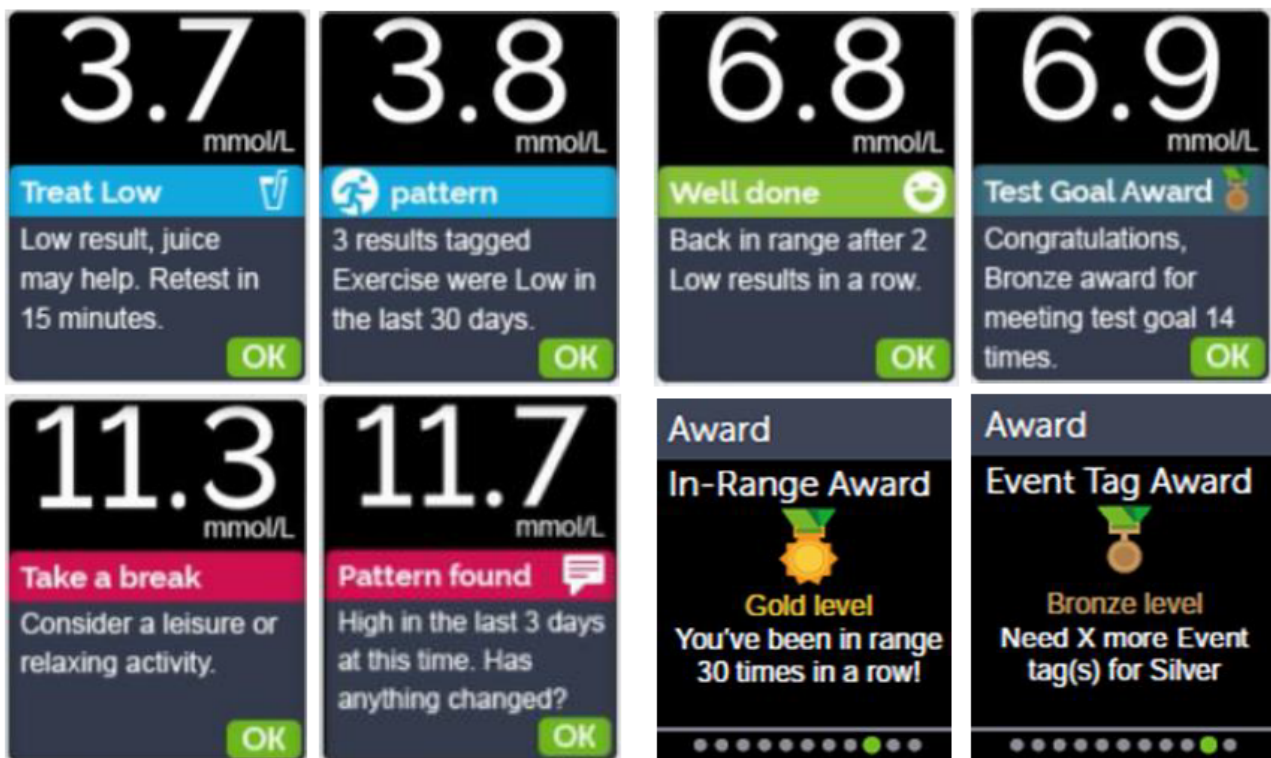 3.7
mmol/L
Treat Low
Low result, juice
may help. Retest in
15 minutes.
OK
3.8
mmol/L
pattern
3 results tagged
Exercise were Low in
the last 30 days.
OK
6.8
mmol/L
Well done
Back in range after 2
Low results in a row.
OK
6.9
mmol/L
Test Goal Award
Congratulations,
Bronze award for
meeting test goal 14
times.
OK
11.3
mmol/L
Take a break
Consider a leisure or
relaxing activity.
OK
11.7
mmol/L
Pattern found
High in the last 3 days
at this time. Has
anything changed?
OK
Award
In-Range Award
Gold level
You've been in range
30 times in a row!
Award
Event Tag Award
Bronze level
Need X more Event
tag(s) for Silver